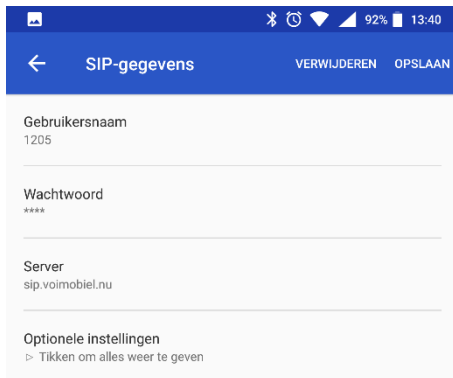 92% 13:40
SIP-gegevens VERWIJDEREN OPSLAAN
Gebruikersnaam
1205
Wachtwoord
****
Server
sip.voimobiel.nu
Optionele instellingen
▷ Tikken om alles weer te geven